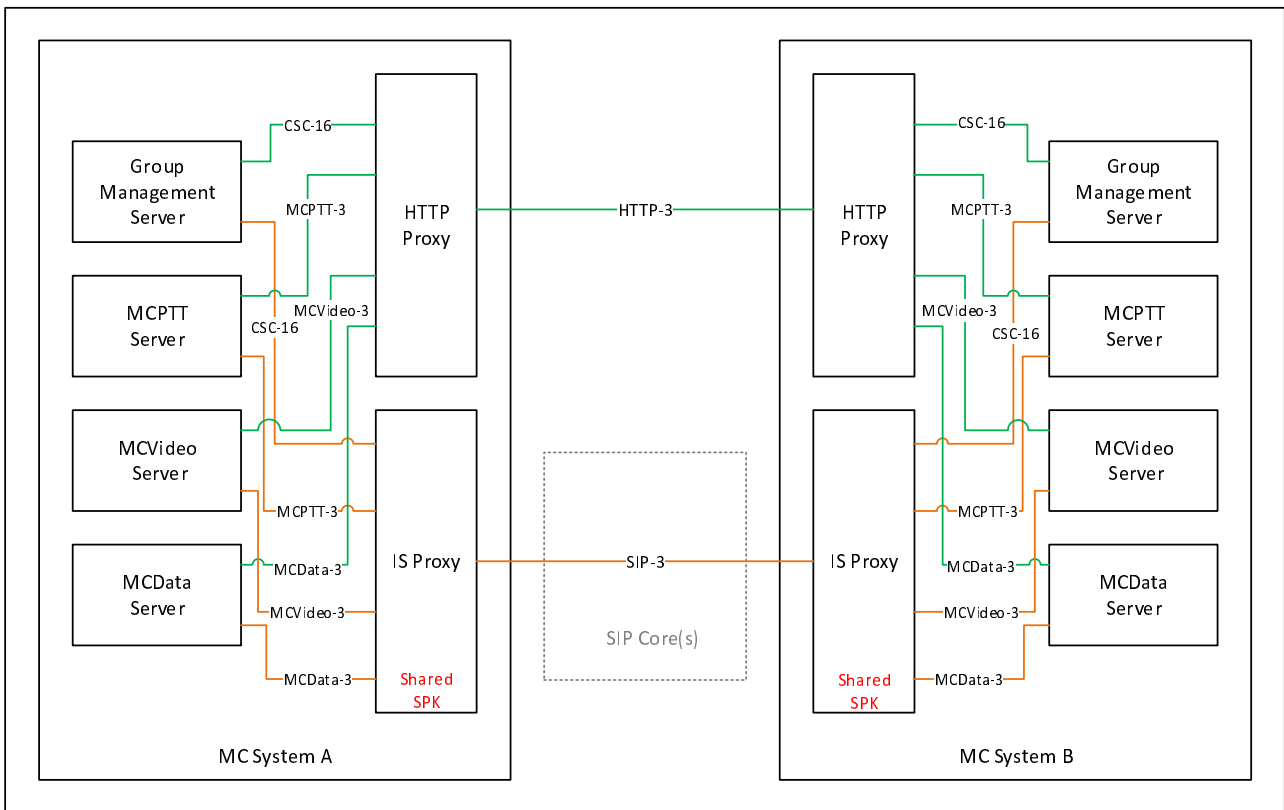 CSC-16
Group
Management
Server
MCPTT-3
HTTP
Proxy
MCPTT
Server
MCVideo-3
CSC-16
MCVideo
Server
MCPTT-3
MCData
Server
MCData-3
IS Proxy
MCVideo-3
MCData-3
Shared
SPK
MC System A
HTTP-3
SIP-3
SIP Core(s)
CSC-16
Group
Management
Server
MCPTT-3
HTTP
Proxy
MCVideo-3
CSC-16
MCPTT
Server
MCVideo
Server
MCPTT-3
IS Proxy
MCData-3
MCData
Server
MCVideo-3
MCData-3
Shared
SPK
MC System B